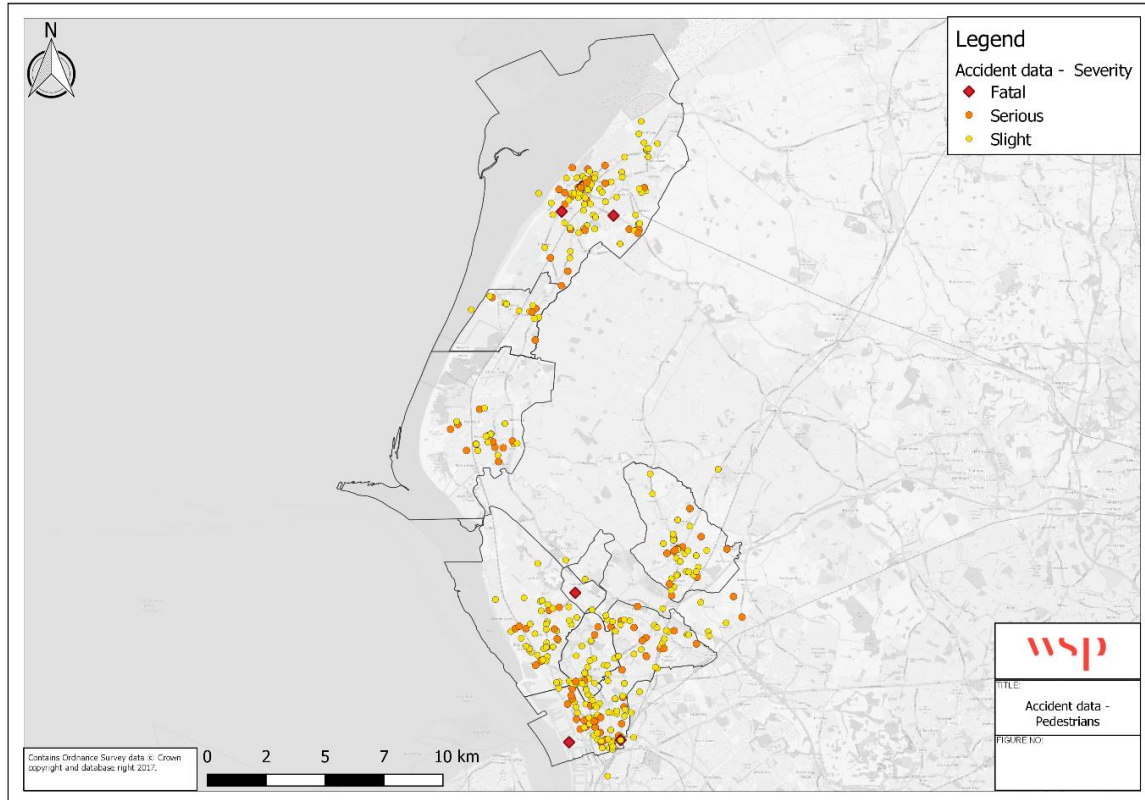 N
Legend
Accident data - Severity
Fatal
Serious
Slight
wsp
TITLE:
Accident data -
Pedestrians
FIGURE NO:
0 2 5 7 10 km
Contains Ordnance Survey data © Crown
copyright and database right 2017.